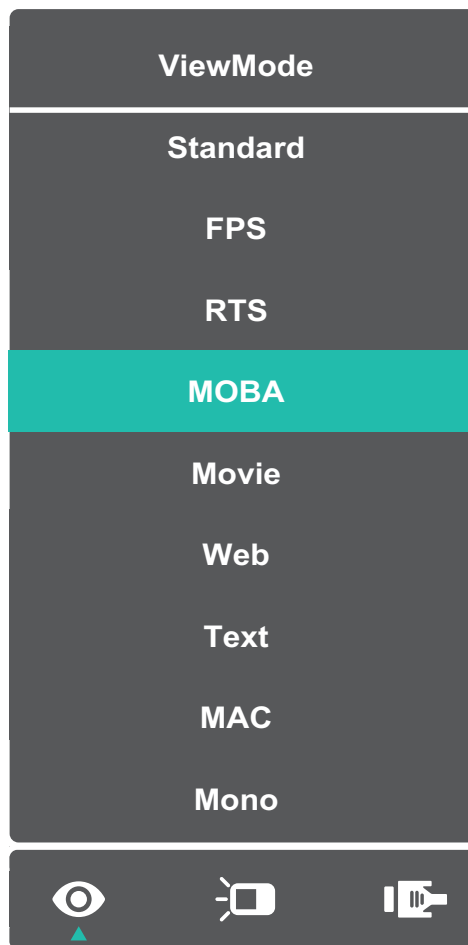 ViewMode
Standard
FPS
RTS
MOBA
Movie
Web
Text
MAC
Mono